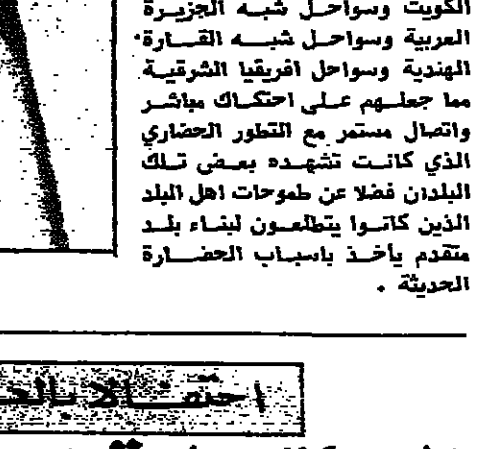 الكويت وسواحل شبه الجزيرة
العربية وسواحل شبه القارة
الهندية وسواحل افريقيا الشرقية
مما جعلهم على احتكاك مباشر
واتصال مستمر مع التطور الحضاري
الذي كانت تشهده بعض تلك
البلدان فضلا عن طموحات اهل البلد
الذين كانوا يتطلعون لبناء بلد
متقدم يأخذ باسباب الحضارة
الحديثة .
احتفالا